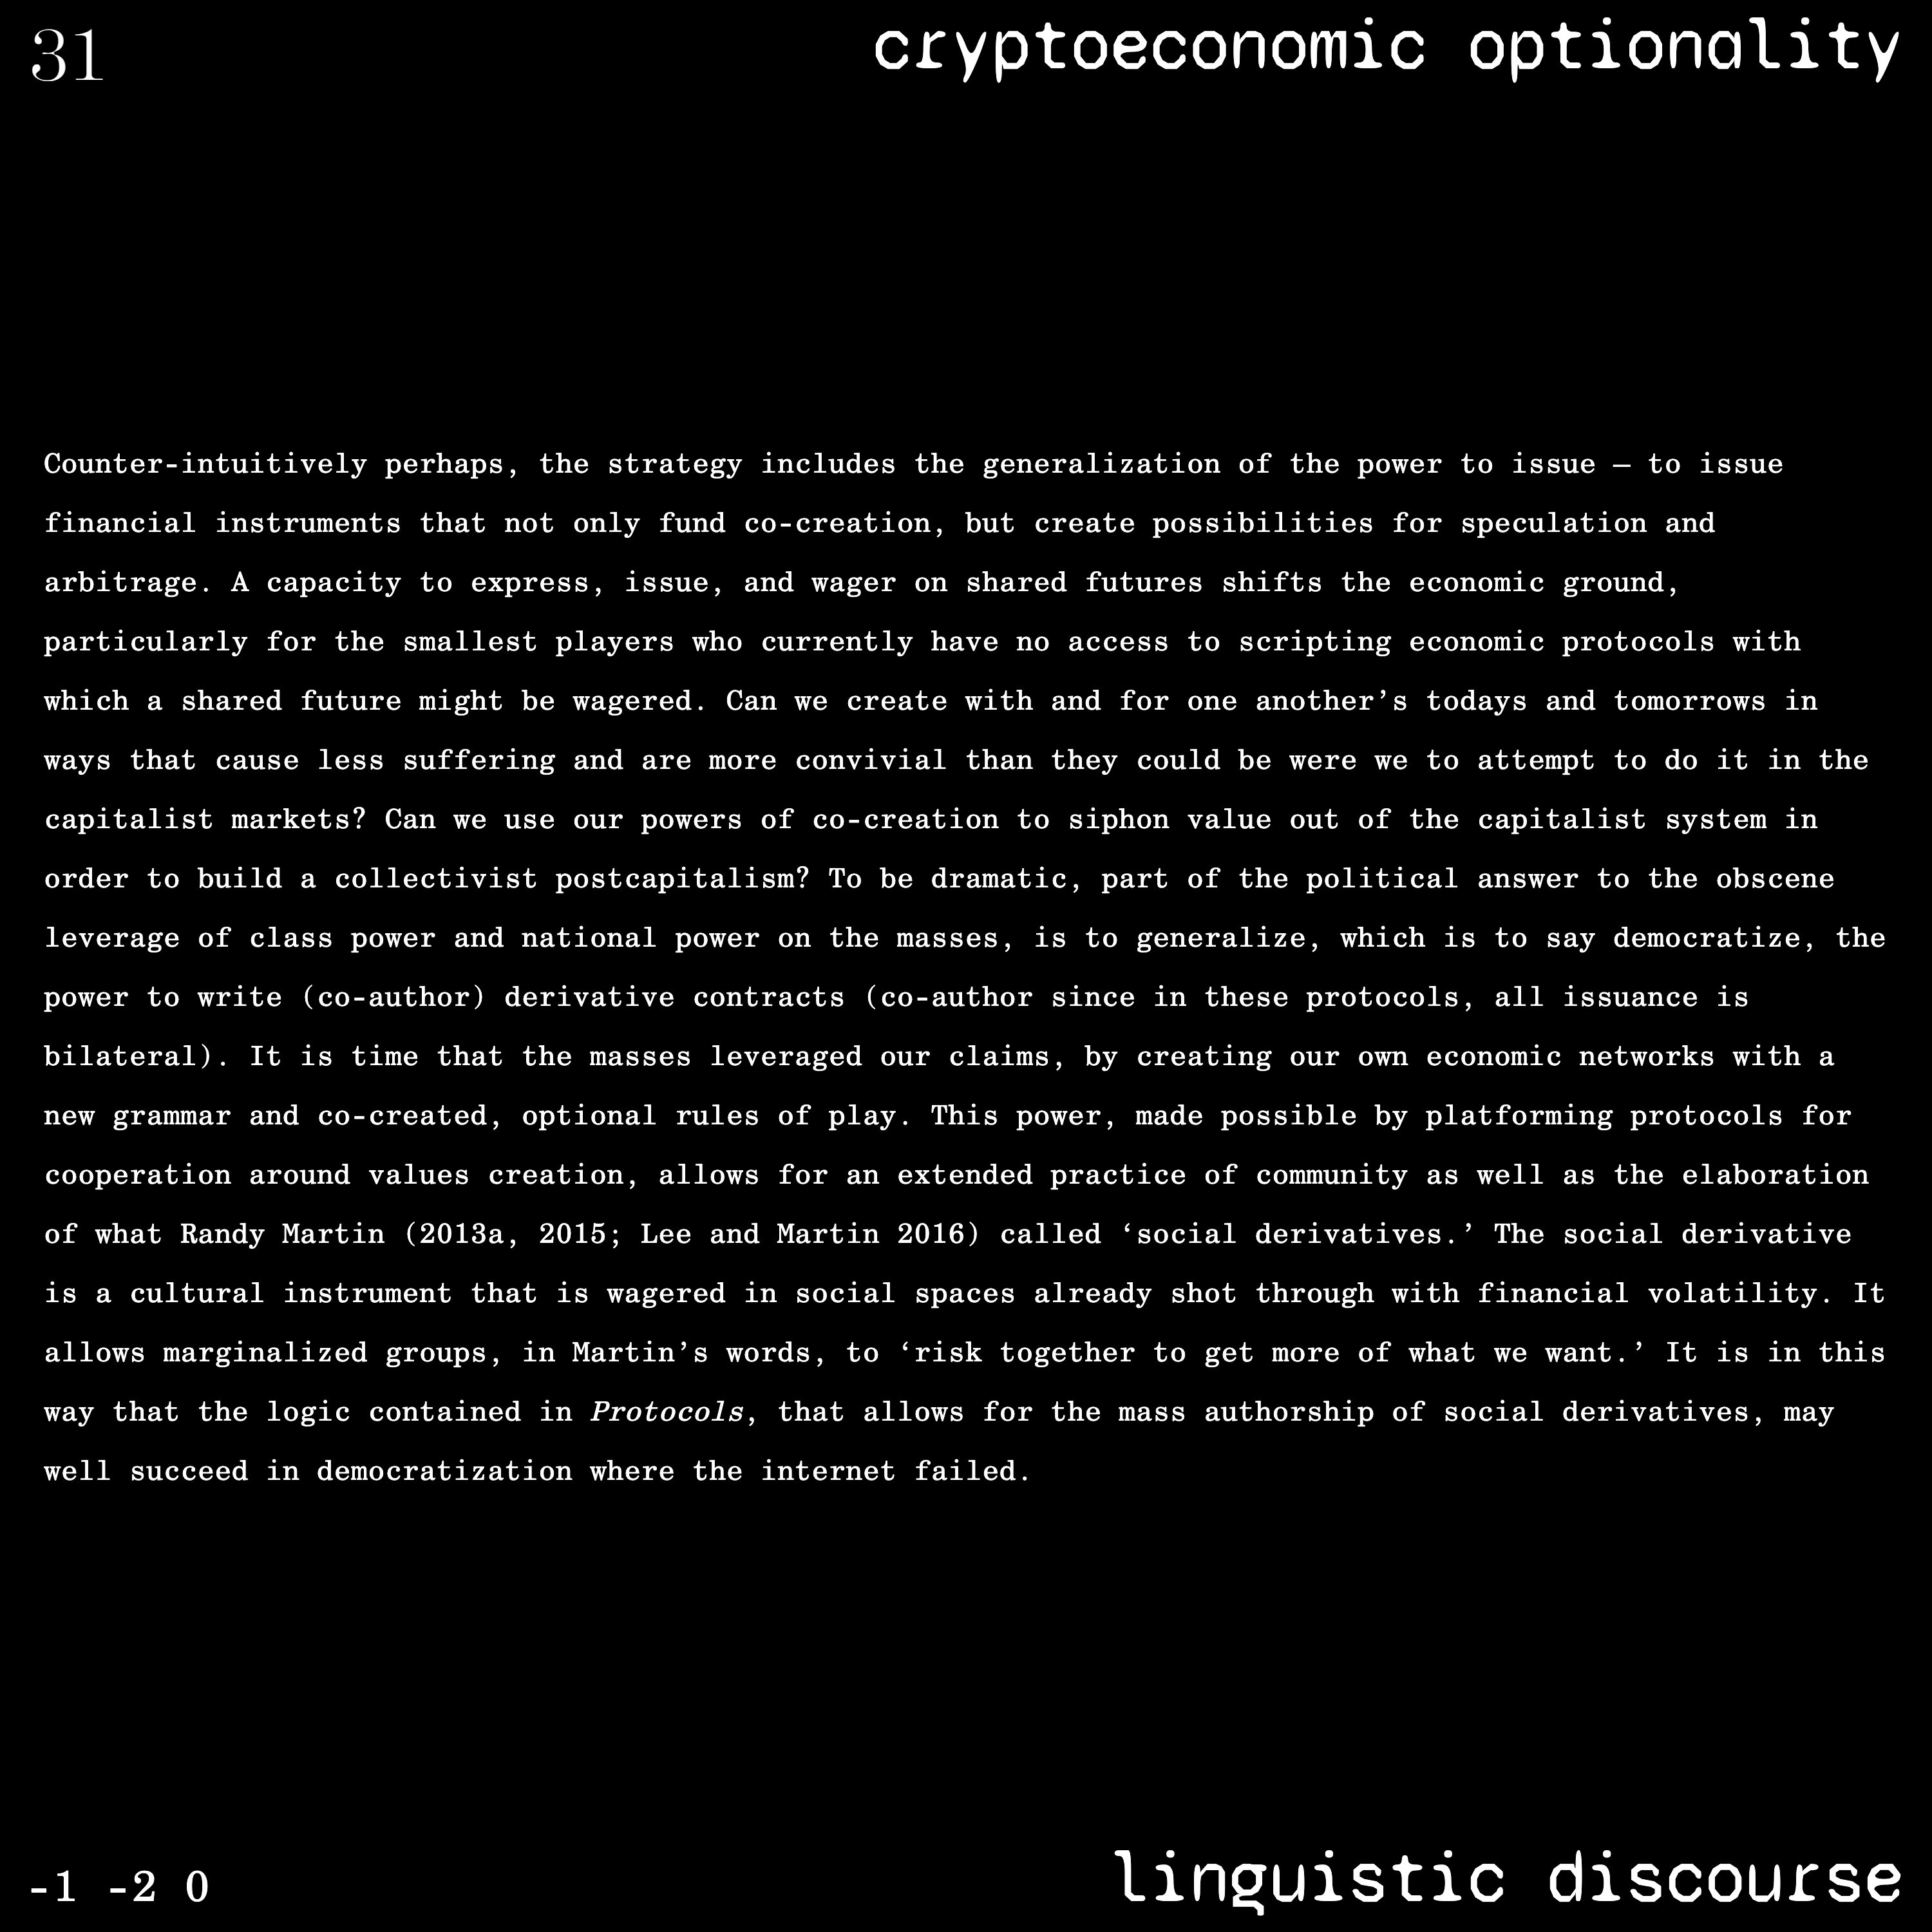 31
cryptoeconomic optionality
Counter-intuitively perhaps, the strategy includes the generalization of the power to issue – to issue
financial instruments that not only fund co-creation, but create possibilities for speculation and
arbitrage. A capacity to express, issue, and wager on shared futures shifts the economic ground,
particularly for the smallest players who currently have no access to scripting economic protocols with
which a shared future might be wagered. Can we create with and for one another’s todays and tomorrows in
ways that cause less suffering and are more convivial than they could be were we to attempt to do it in the
capitalist markets? Can we use our powers of co-creation to siphon value out of the capitalist system in
order to build a collectivist postcapitalism? To be dramatic, part of the political answer to the obscene
leverage of class power and national power on the masses, is to generalize, which is to say democratize, the
power to write (co-author) derivative contracts (co-author since in these protocols, all issuance is
bilateral). It is time that the masses leveraged our claims, by creating our own economic networks with a
new grammar and co-created, optional rules of play. This power, made possible by platforming protocols for
cooperation around values creation, allows for an extended practice of community as well as the elaboration
of what Randy Martin (2013a, 2015; Lee and Martin 2016) called ‘social derivatives.’ The social derivative
is a cultural instrument that is wagered in social spaces already shot through with financial volatility. It
allows marginalized groups, in Martin’s words, to ‘risk together to get more of what we want.’ It is in this
way that the logic contained in Protocols, that allows for the mass authorship of social derivatives, may
well succeed in democratization where the internet failed.
-1 -2 0
linguistic discourse